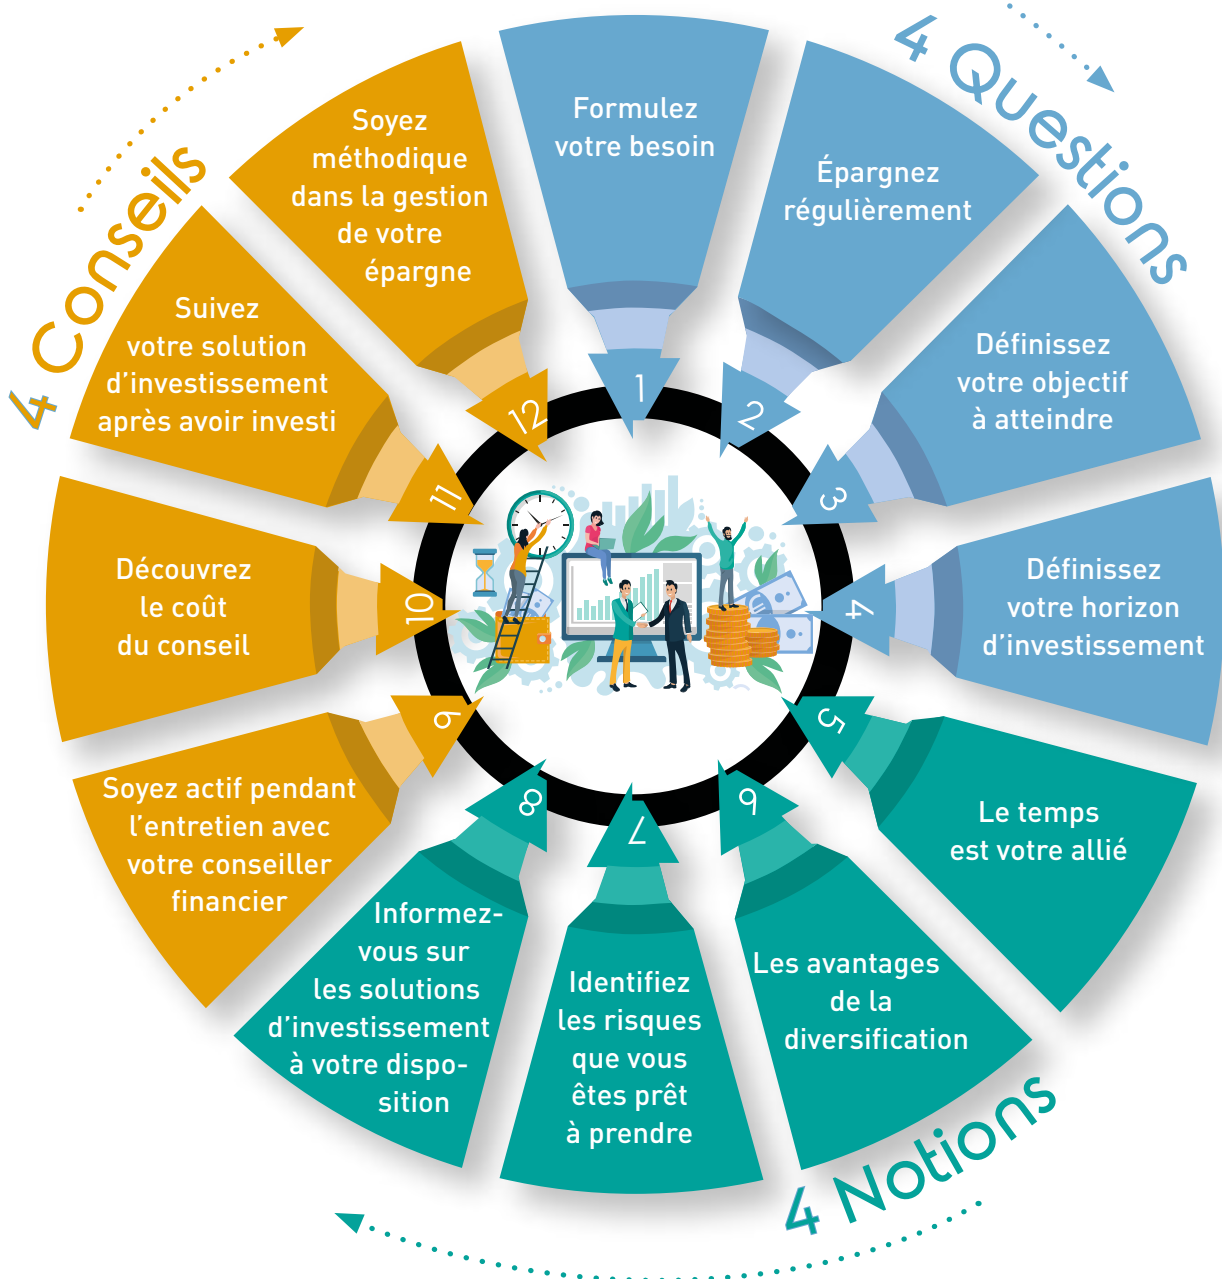 4 Questions
Formulez
votre besoin
1
Épargnez
régulièrement
2
Définissez
votre objectif
à atteindre
3
Définissez
votre horizon
d'investissement
4
4 Notions
Le temps
est votre allié
5
Les avantages
de la
diversification
6
Identifiez
les risques
que vous
êtes prêt
à prendre
7
Informez-
vous sur
les solutions
d'investissement
à votre dispo-
sition
8
4 Conseils
Soyez actif pendant
l'entretien avec
votre conseiller
financier
9
Découvrez
le coût
du conseil
10
Suivez
votre solution
d'investissement
après avoir investi
11
Soyez
méthodique
dans la gestion
de votre
épargne
12